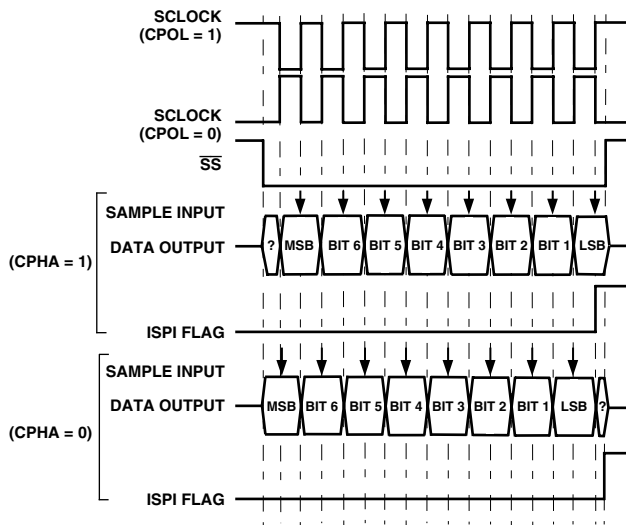 SCLOCK
(CPOL = 1)
SCLOCK
(CPOL = 0)
SS
(CPHA = 1)
SAMPLE INPUT
DATA OUTPUT
? MSB BIT 6 BIT 5 BIT 4 BIT 3 BIT 2 BIT 1 LSB
ISPI FLAG
(CPHA = 0)
SAMPLE INPUT
DATA OUTPUT
MSB BIT 6 BIT 5 BIT 4 BIT 3 BIT 2 BIT 1 LSB ?
ISPI FLAG